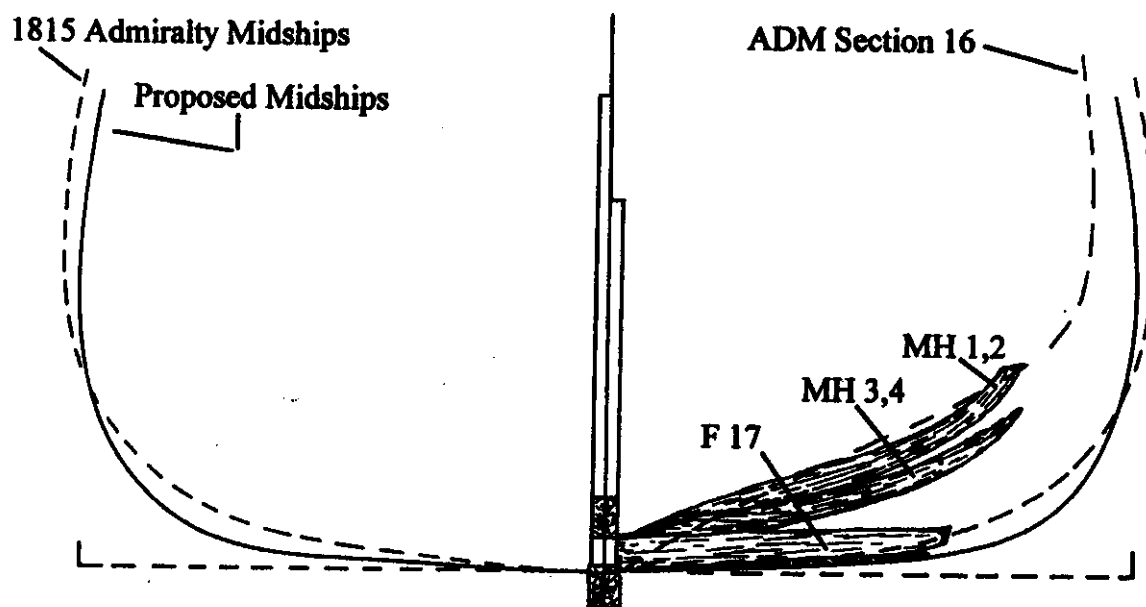 1815 Admiralty Midships
Proposed Midships
ADM Section 16
MH 1,2
MH 3,4
F 17